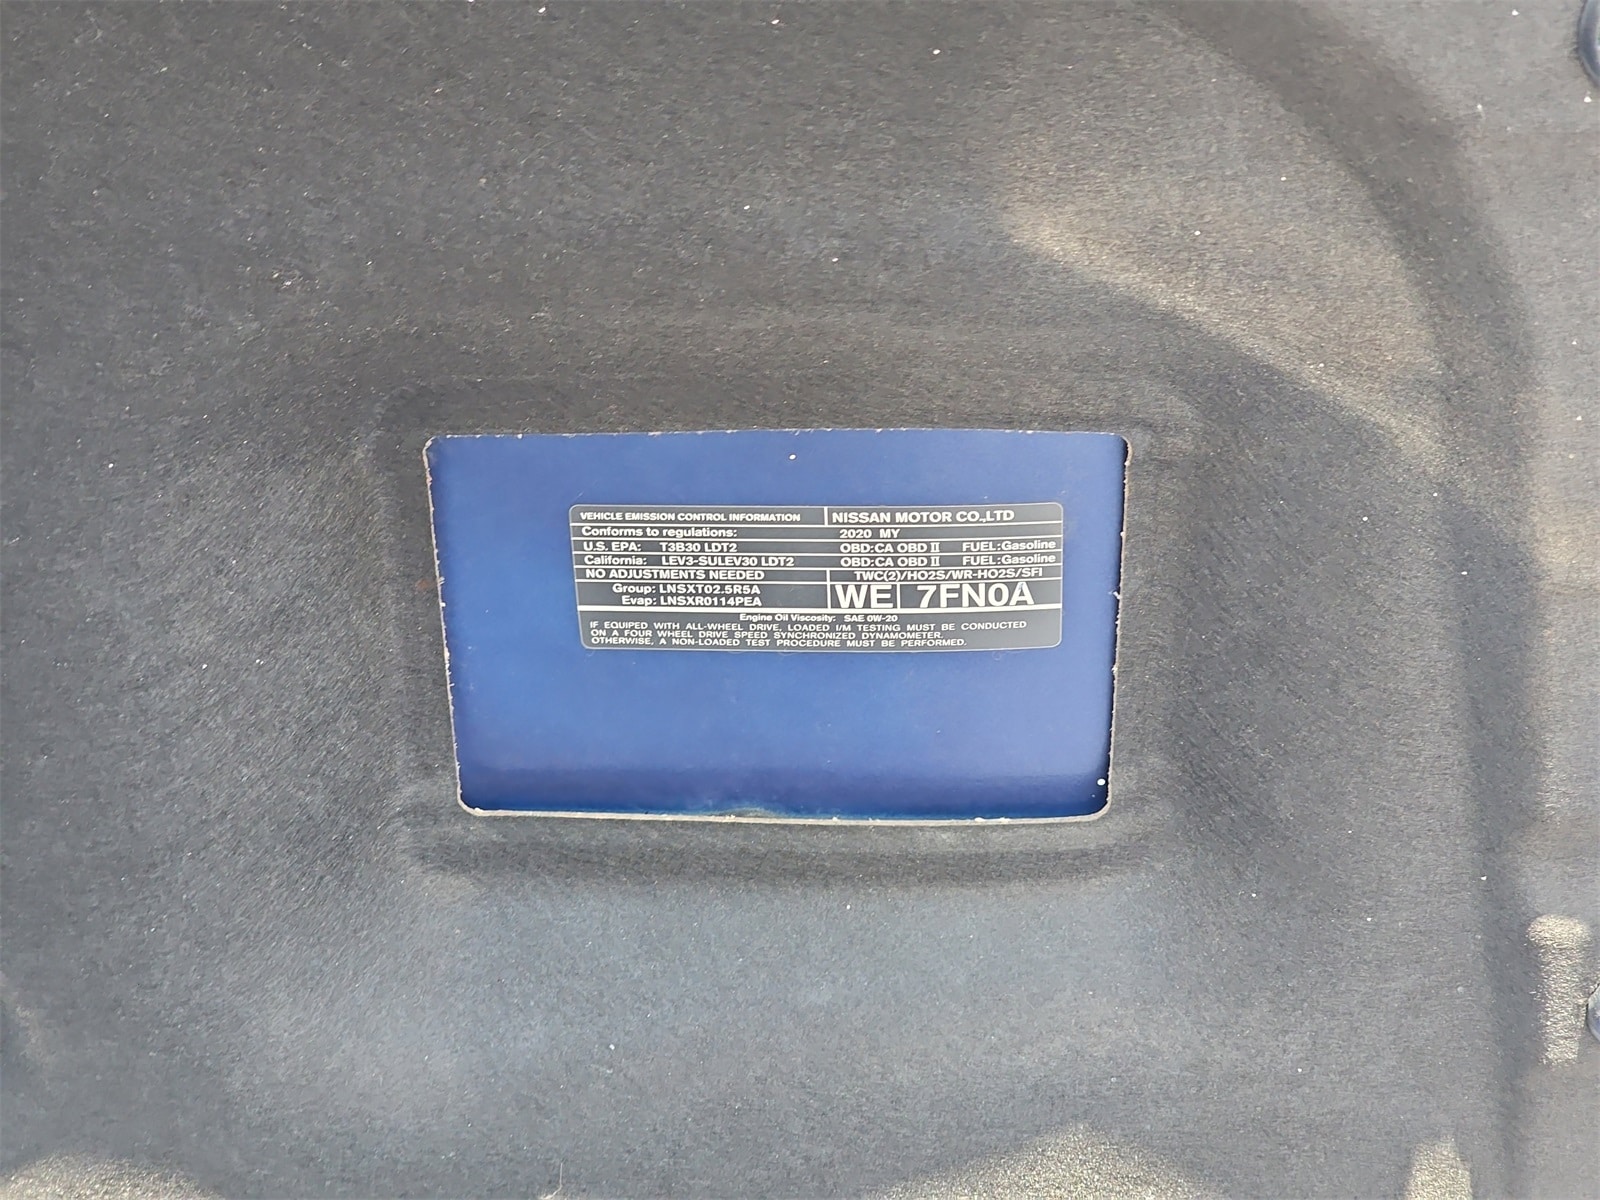 VEHICLE EMISSION CONTROL INFORMATION NISSAN MOTOR CO.,LTD
Conforms to regulations: 2020 MY
U.S. EPA: T3B30 LDT2 OBD:CA OBD II FUEL:Gasoline
California: LEV3-SULEV30 LDT2 OBD:CA OBD II FUEL:Gasoline
NO ADJUSTMENTS NEEDED TWC(2)/HO2S/WR-HO2S/SFI
Group: LNSXT02.5R5A
Evap: LNSXR0114PEA
WE 7FN0A
Engine Oil Viscosity: SAE 0W-20
IF EQUIPED WITH ALL-WHEEL DRIVE, LOADED I/M TESTING MUST BE CONDUCTED
ON A FOUR WHEEL DRIVE SPEED SYNCHRONIZED DYNAMOMETER.
OTHERWISE, A NON-LOADED TEST PROCEDURE MUST BE PERFORMED.